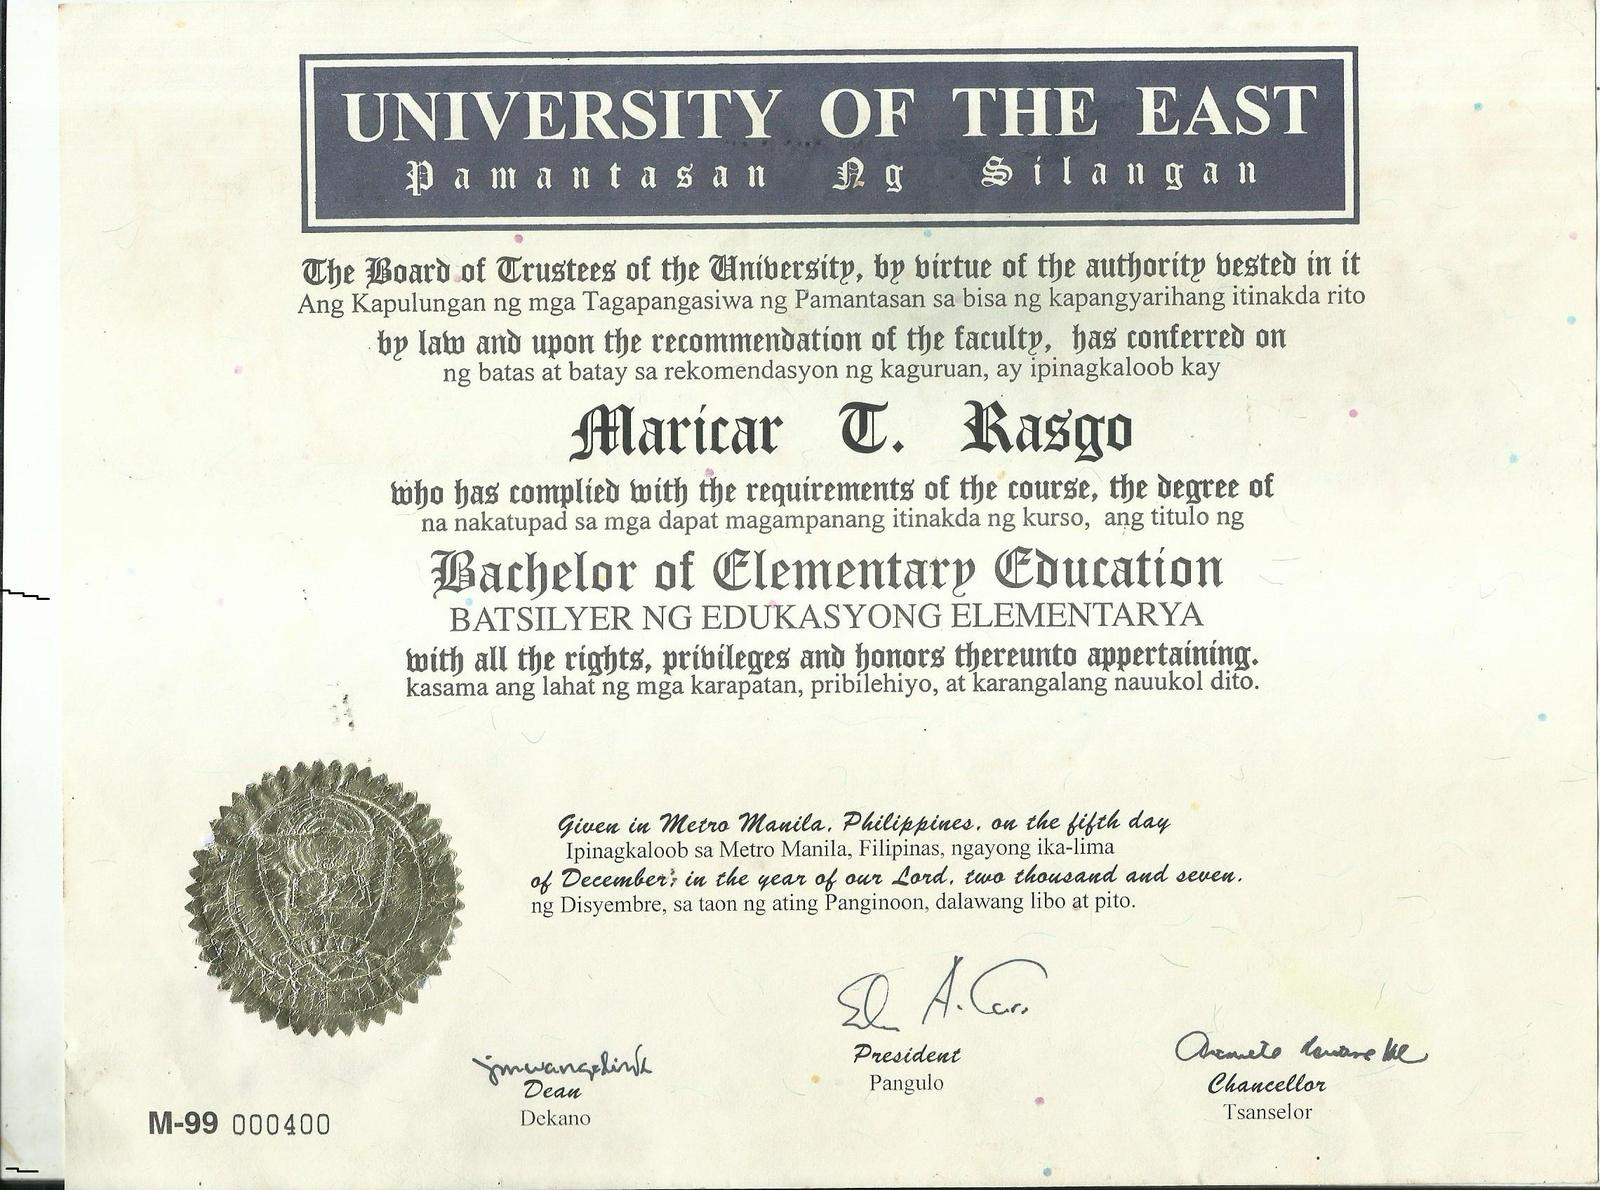 UNIVERSITY OF THE EAST
Pamantasan Ng Silangan
The Board of Trustees of the University, by virtue of the authority vested in it
Ang Kapulungan ng mga Tagapangasiwa ng Pamantasan sa bisa ng kapangyarihang itinakda rito
by law and upon the recommendation of the faculty, has conferred on
ng batas at batay sa rekomendasyon ng kaguruan, ay ipinagkaloob kay
Maricar T. Rasgo
who has complied with the requirements of the course, the degree of
na nakatupad sa mga dapat magampanang itinakda ng kurso, ang titulo ng
Bachelor of Elementary Education
BATSILYER NG EDUKASYONG ELEMENTARYA
with all the rights, privileges and honors thereunto appertaining.
kasama ang lahat ng mga karapatan, pribilehiyo, at karangalang nauukol dito.
Given in Metro Manila, Philippines, on the fifth day
Ipinagkaloob sa Metro Manila, Filipinas, ngayong ika-lima
of December, in the year of our Lord, two thousand and seven.
ng Disyembre, sa taon ng ating Panginoon, dalawang libo at pito.
Dean
Dekano
President
Pangulo
Chancellor
Tsanselor
M-99 000400